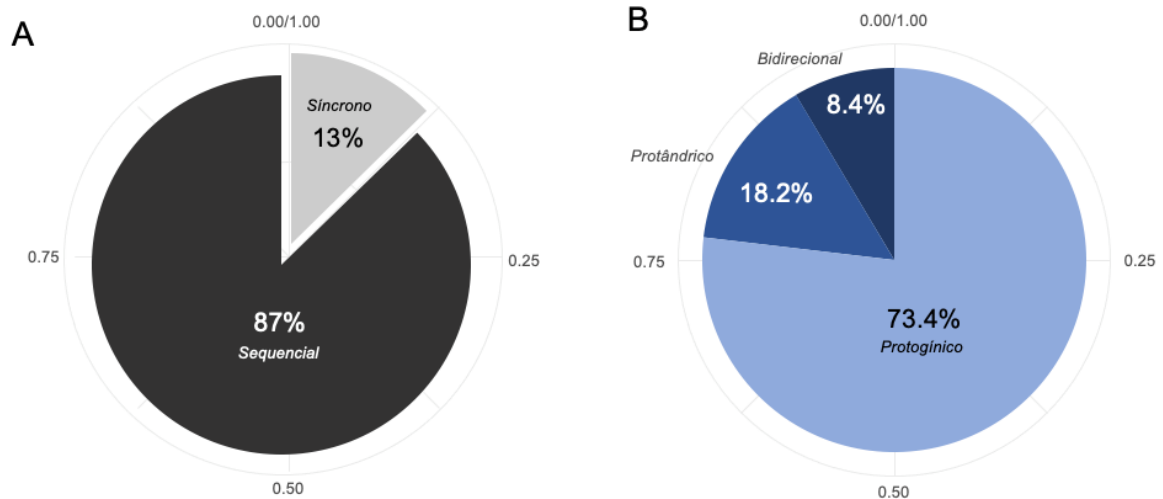 A
0.00/1.00
Síncrono
13%
0.75
0.25
87%
Sequencial
0.50
B
0.00/1.00
Bidirecional
8.4%
Protândrico
18.2%
0.75
0.25
73.4%
Protogínico
0.50